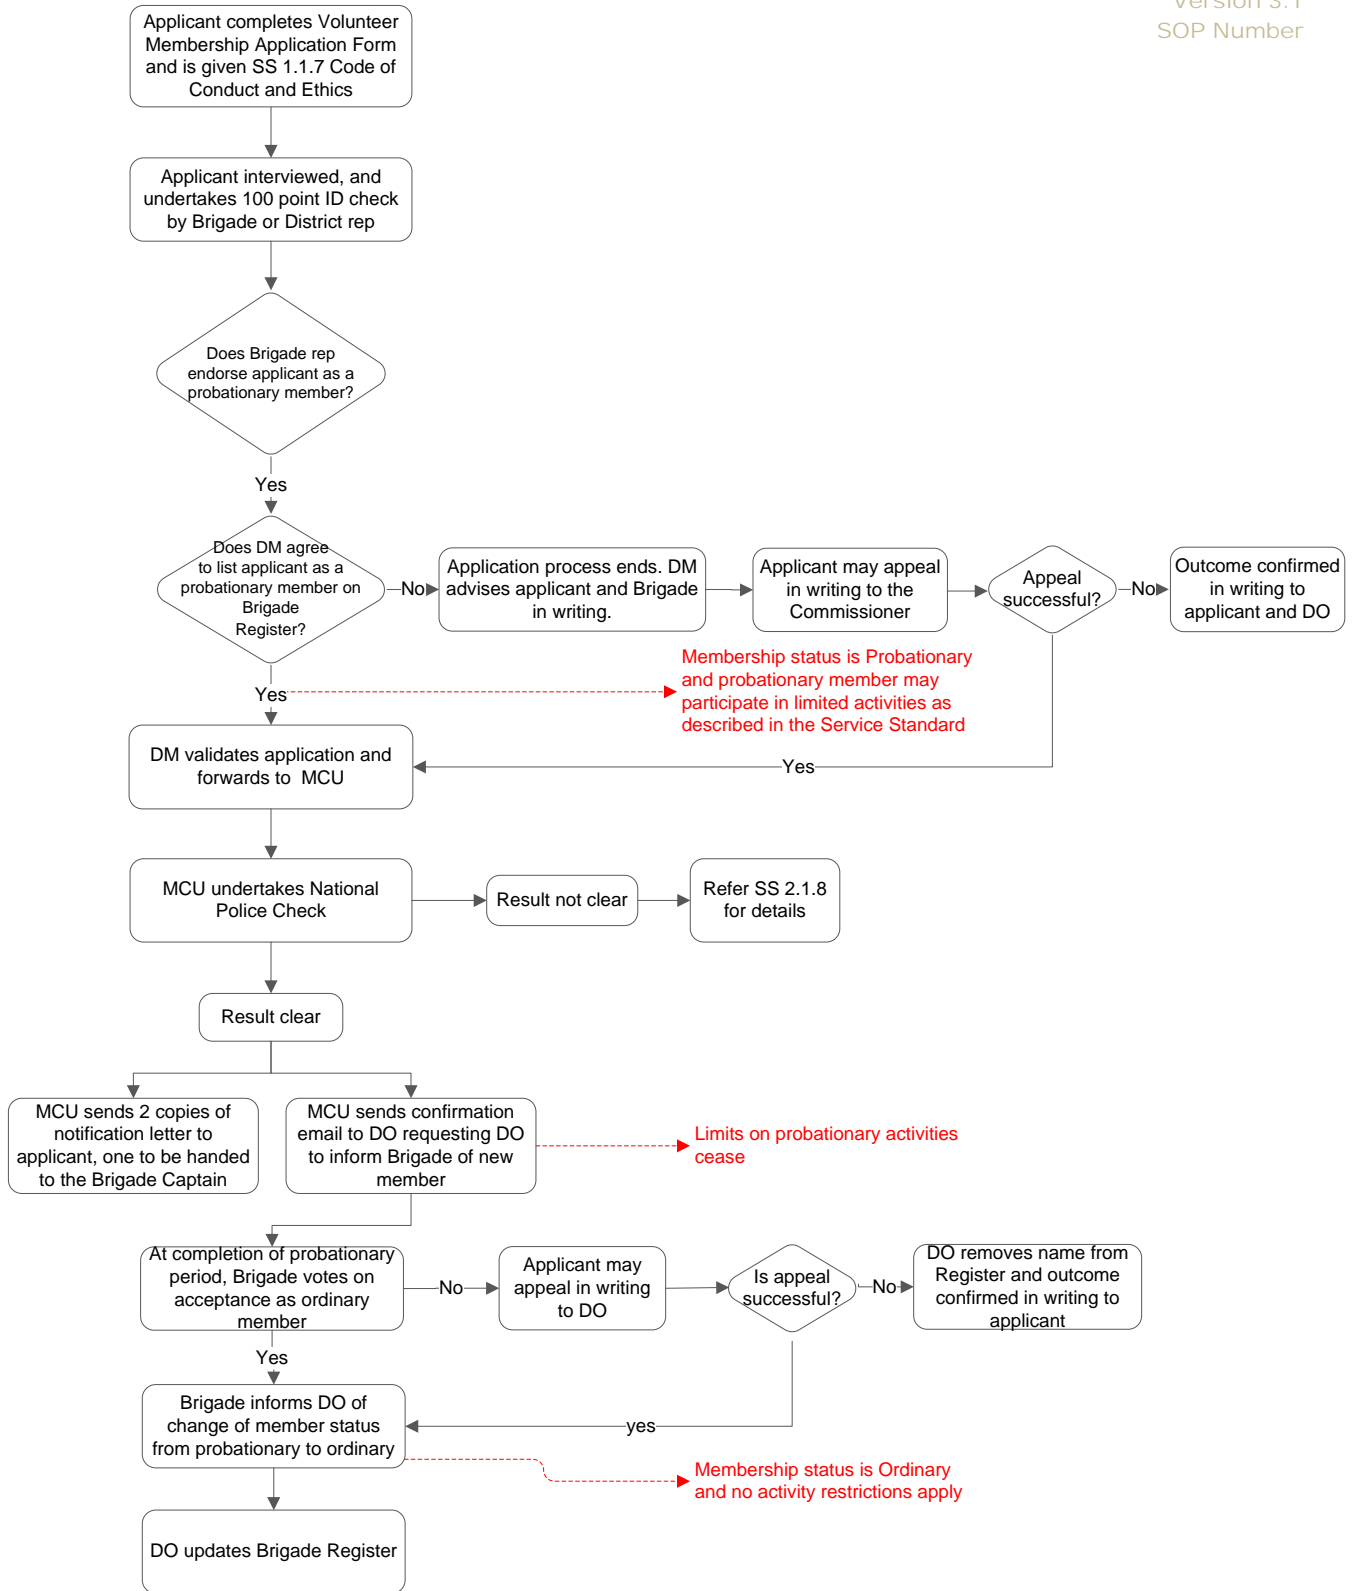 Version 3.1
SOP Number
Applicant completes Volunteer
Membership Application Form
and is given SS 1.1.7 Code of
Conduct and Ethics
Applicant interviewed, and
undertakes 100 point ID check
by Brigade or District rep
Does Brigade rep
endorse applicant as a
probationary member?
Yes
Does DM agree
to list applicant as a
probationary member on
Brigade
Register?
No
Application process ends. DM
advises applicant and Brigade
in writing.
Applicant may appeal
in writing to the
Commissioner
Appeal
successful?
No
Outcome confirmed
in writing to
applicant and DO
Yes
Membership status is Probationary
and probationary member may
participate in limited activities as
described in the Service Standard
DM validates application and
forwards to MCU
Yes
MCU undertakes National
Police Check
Result not clear
Refer SS 2.1.8
for details
Result clear
MCU sends 2 copies of
notification letter to
applicant, one to be handed
to the Brigade Captain
MCU sends confirmation
email to DO requesting DO
to inform Brigade of new
member
Limits on probationary activities
cease
At completion of probationary
period, Brigade votes on
acceptance as ordinary
member
No
Applicant may
appeal in writing
to DO
Is appeal
successful?
No
DO removes name from
Register and outcome
confirmed in writing to
applicant
Yes
Brigade informs DO of
change of member status
from probationary to ordinary
yes
Membership status is Ordinary
and no activity restrictions apply
DO updates Brigade Register